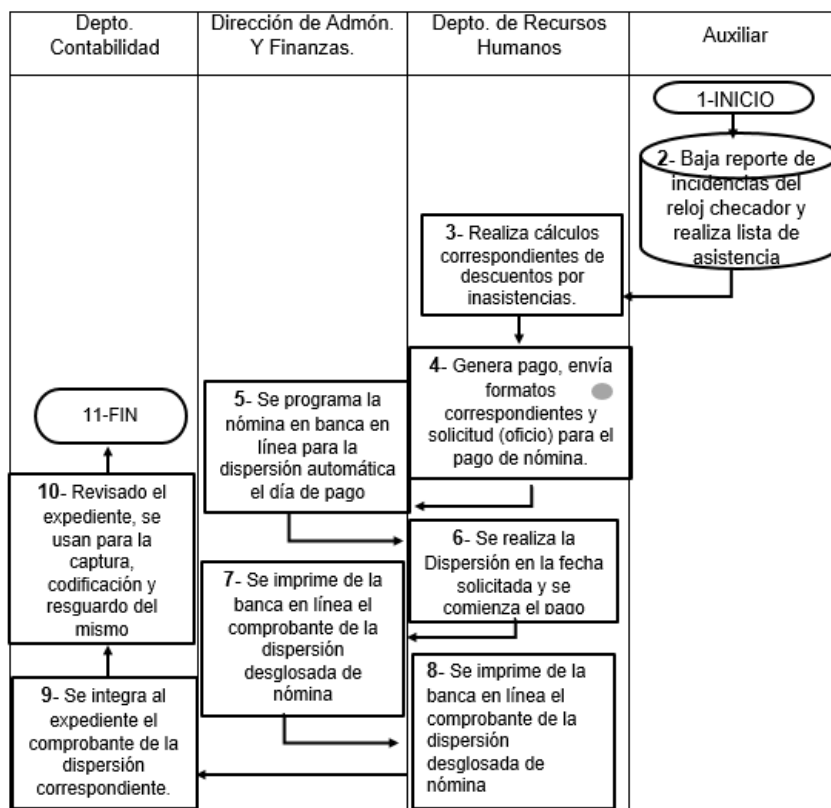 Depto.
Contabilidad
Dirección de Admón.
Y Finanzas.
Depto. de Recursos
Humanos
Auxiliar
1-INICIO
2- Baja reporte de
incidencias del
reloj checador y
realiza lista de
asistencia
3- Realiza cálculos
correspondientes de
descuentos por
inasistencias.
4- Genera pago, envía
formatos
correspondientes y
solicitud (oficio) para el
pago de nómina.
5- Se programa la
nómina en banca en
línea para la
dispersión automática
el día de pago
6- Se realiza la
Dispersión en la fecha
solicitada y se
comienza el pago
7- Se imprime de la
banca en línea el
comprobante de la
dispersión
desglosada de
nómina
8- Se imprime de la
banca en línea el
comprobante de la
dispersión
desglosada de
nómina
9- Se integra al
expediente el
comprobante de la
dispersión
correspondiente.
10- Revisado el
expediente, se
usan para la
captura,
codificación y
resguardo del
mismo
11-FIN